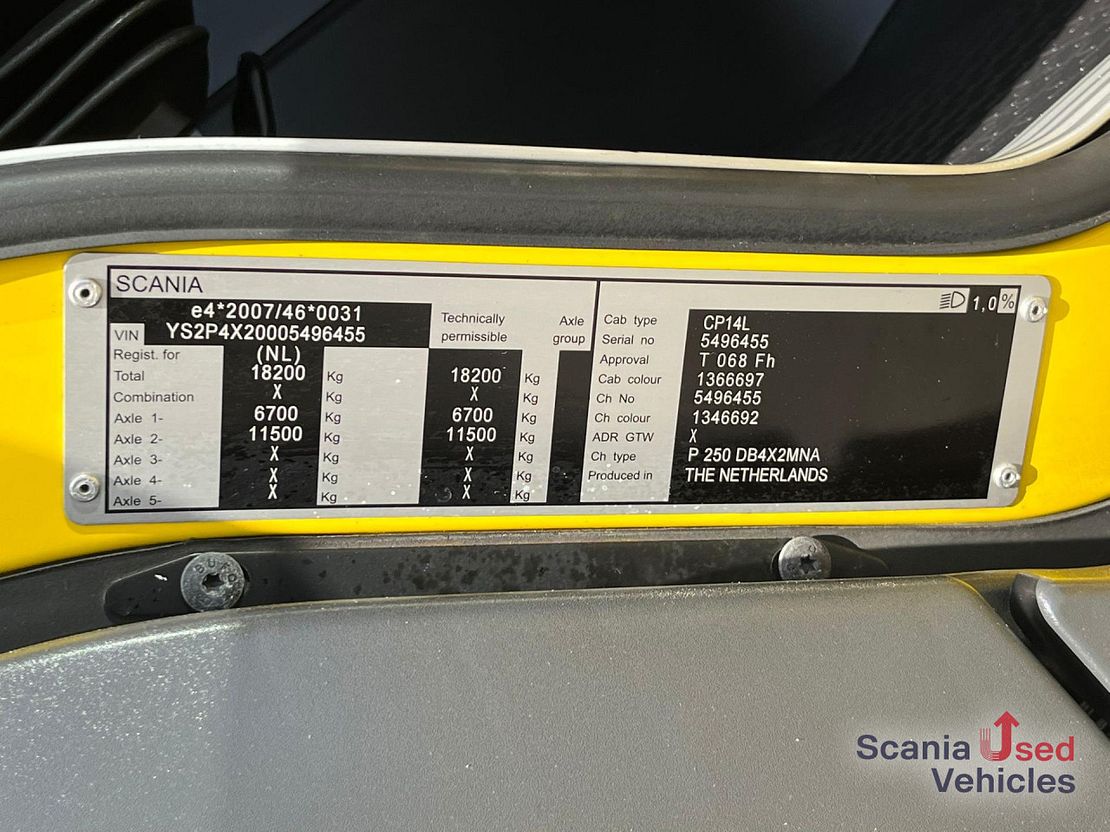 SCANIA
e4*2007/46*0031
VIN YS2P4X20005496455
Technically permissible
Axle group
Regist. for (NL)
Total 18200 Kg 18200 Kg
Combination X Kg X Kg
Axle 1- 6700 Kg 6700 Kg
Axle 2- 11500 Kg 11500 Kg
Axle 3- X Kg X Kg
Axle 4- X Kg X Kg
Axle 5- X Kg X Kg
1,0%
Cab type CP14L
Serial no 5496455
Approval T 068 Fh
Cab colour 1366697
Ch No 5496455
Ch colour 1346692
ADR GTW X
Ch type P 250 DB4X2MNA
Produced in THE NETHERLANDS
Scania Used
Vehicles